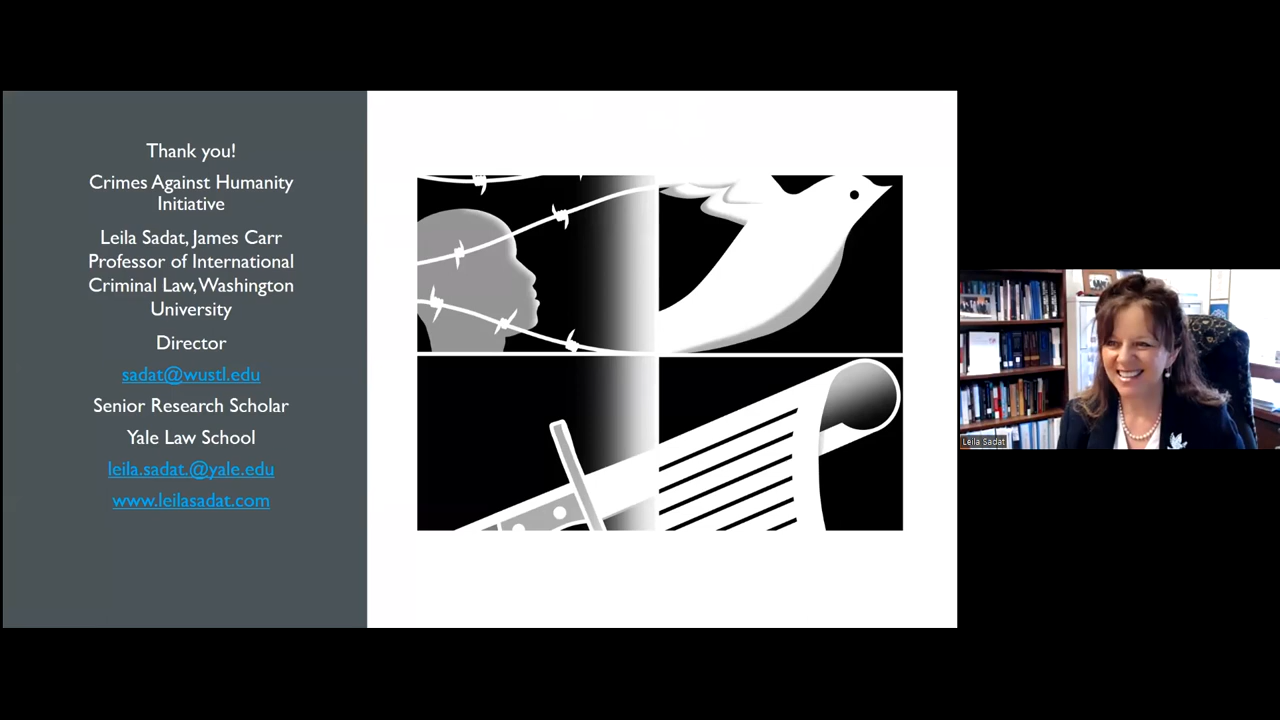 Thank you!
Crimes Against Humanity
Initiative
Leila Sadat, James Carr
Professor of International
Criminal Law, Washington
University
Director
sadat@wustl.edu
Senior Research Scholar
Yale Law School
leila.sadat.@yale.edu
www.leilasadat.com
Leila Sadat